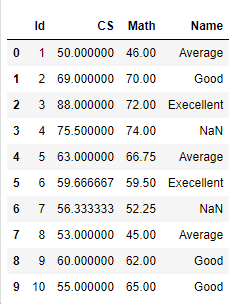 Id CS Math Name
0 1 50.000000 46.00 Average
1 2 69.000000 70.00 Good
2 3 88.000000 72.00 Execellent
3 4 75.500000 74.00 NaN
4 5 63.000000 66.75 Average
5 6 59.666667 59.50 Execellent
6 7 56.333333 52.25 NaN
7 8 53.000000 45.00 Average
8 9 60.000000 62.00 Good
9 10 55.000000 65.00 Good